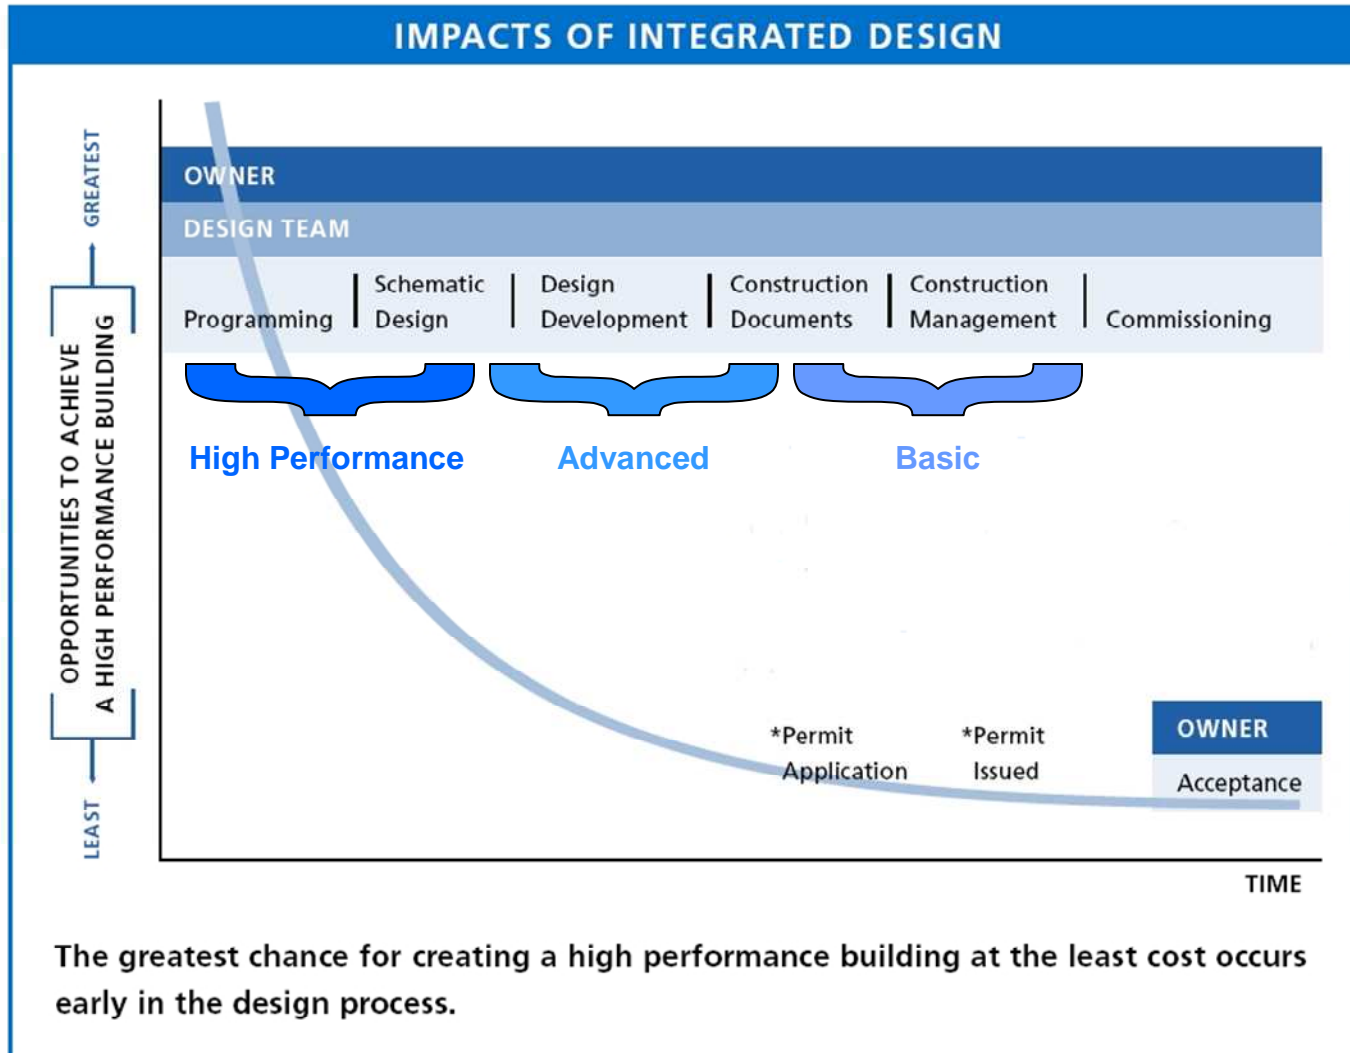 IMPACTS OF INTEGRATED DESIGN
GREATEST
OPPORTUNITIES TO ACHIEVE
A HIGH PERFORMANCE BUILDING
LEAST
OWNER
DESIGN TEAM
Programming
Schematic
Design
Design
Development
Construction
Documents
Construction
Management
Commissioning
High Performance
Advanced
Basic
*Permit
Application
*Permit
Issued
OWNER
Acceptance
TIME
The greatest chance for creating a high performance building at the least cost occurs
early in the design process.